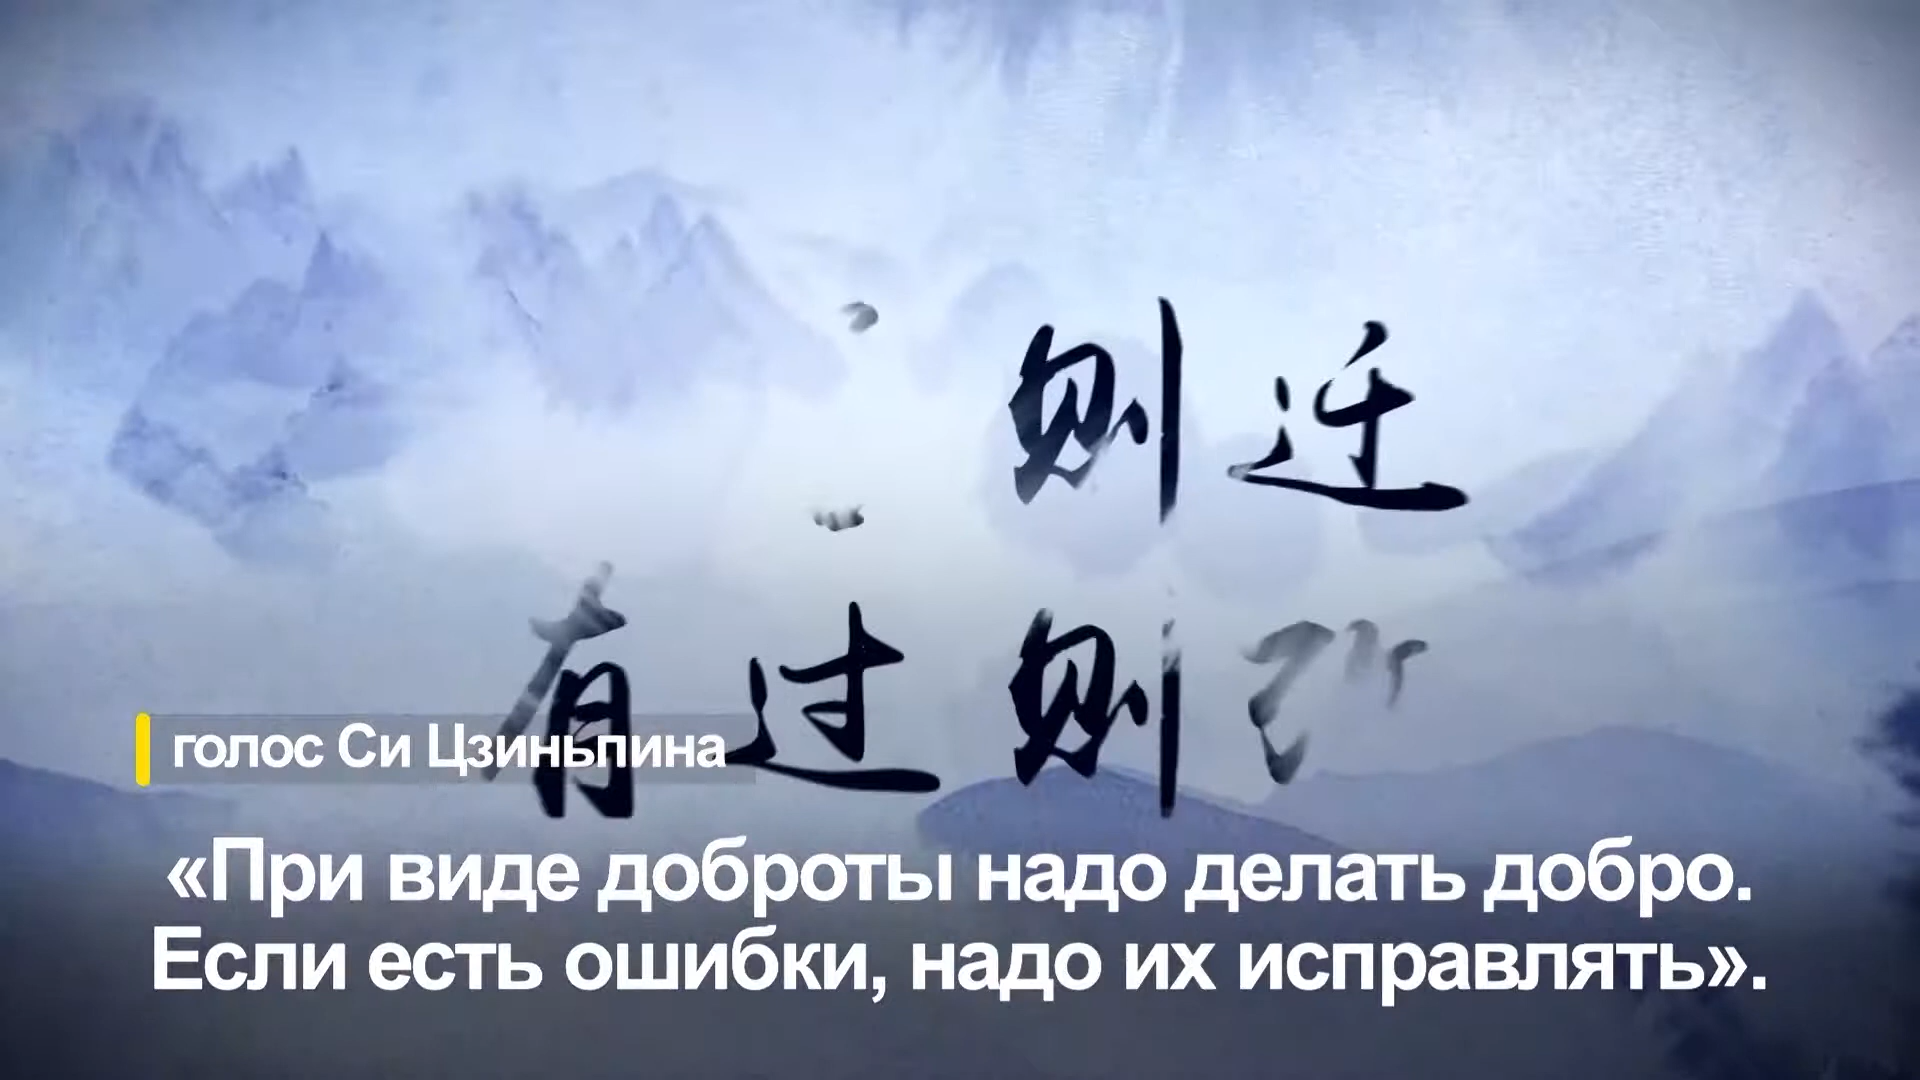 则迁
有过则
голос Си Цзиньпина
«При виде доброты надо делать добро.
Если есть ошибки, надо их исправлять».